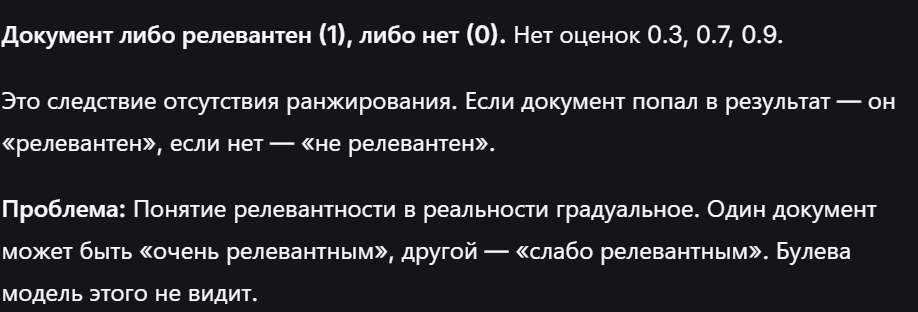 Документ либо релевантен (1), либо нет (0). Нет оценок 0.3, 0.7, 0.9.
Это следствие отсутствия ранжирования. Если документ попал в результат — он
«релевантен», если нет — «не релевантен».
Проблема: Понятие релевантности в реальности градуальное. Один документ
может быть «очень релевантным», другой — «слабо релевантным». Булева
модель этого не видит.